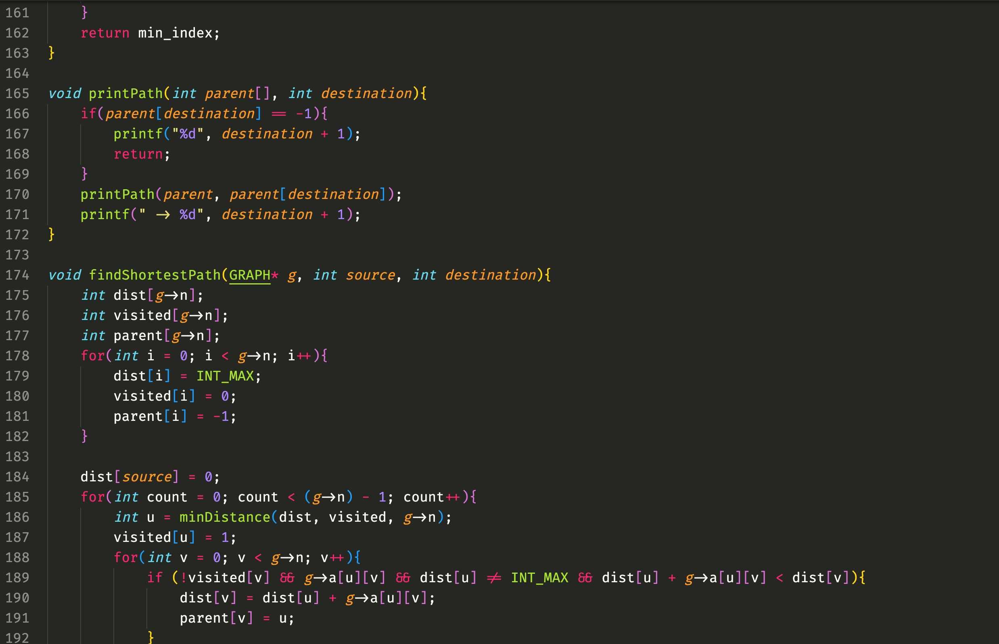 161 }
162 return min_index;
163 }
164
165 void printPath(int parent[], int destination){
166 if(parent[destination] == -1){
167 printf("%d", destination + 1);
168 return;
169 }
170 printPath(parent, parent[destination]);
171 printf(" -> %d", destination + 1);
172 }
173
174 void findShortestPath(GRAPH* g, int source, int destination){
175 int dist[g->n];
176 int visited[g->n];
177 int parent[g->n];
178 for(int i = 0; i < g->n; i++){
179 dist[i] = INT_MAX;
180 visited[i] = 0;
181 parent[i] = -1;
182 }
183
184 dist[source] = 0;
185 for(int count = 0; count < (g->n) - 1; count++){
186 int u = minDistance(dist, visited, g->n);
187 visited[u] = 1;
188 for(int v = 0; v < g->n; v++){
189 if (!visited[v] && g->a[u][v] && dist[u] != INT_MAX && dist[u] + g->a[u][v] < dist[v]){
190 dist[v] = dist[u] + g->a[u][v];
191 parent[v] = u;
192 }